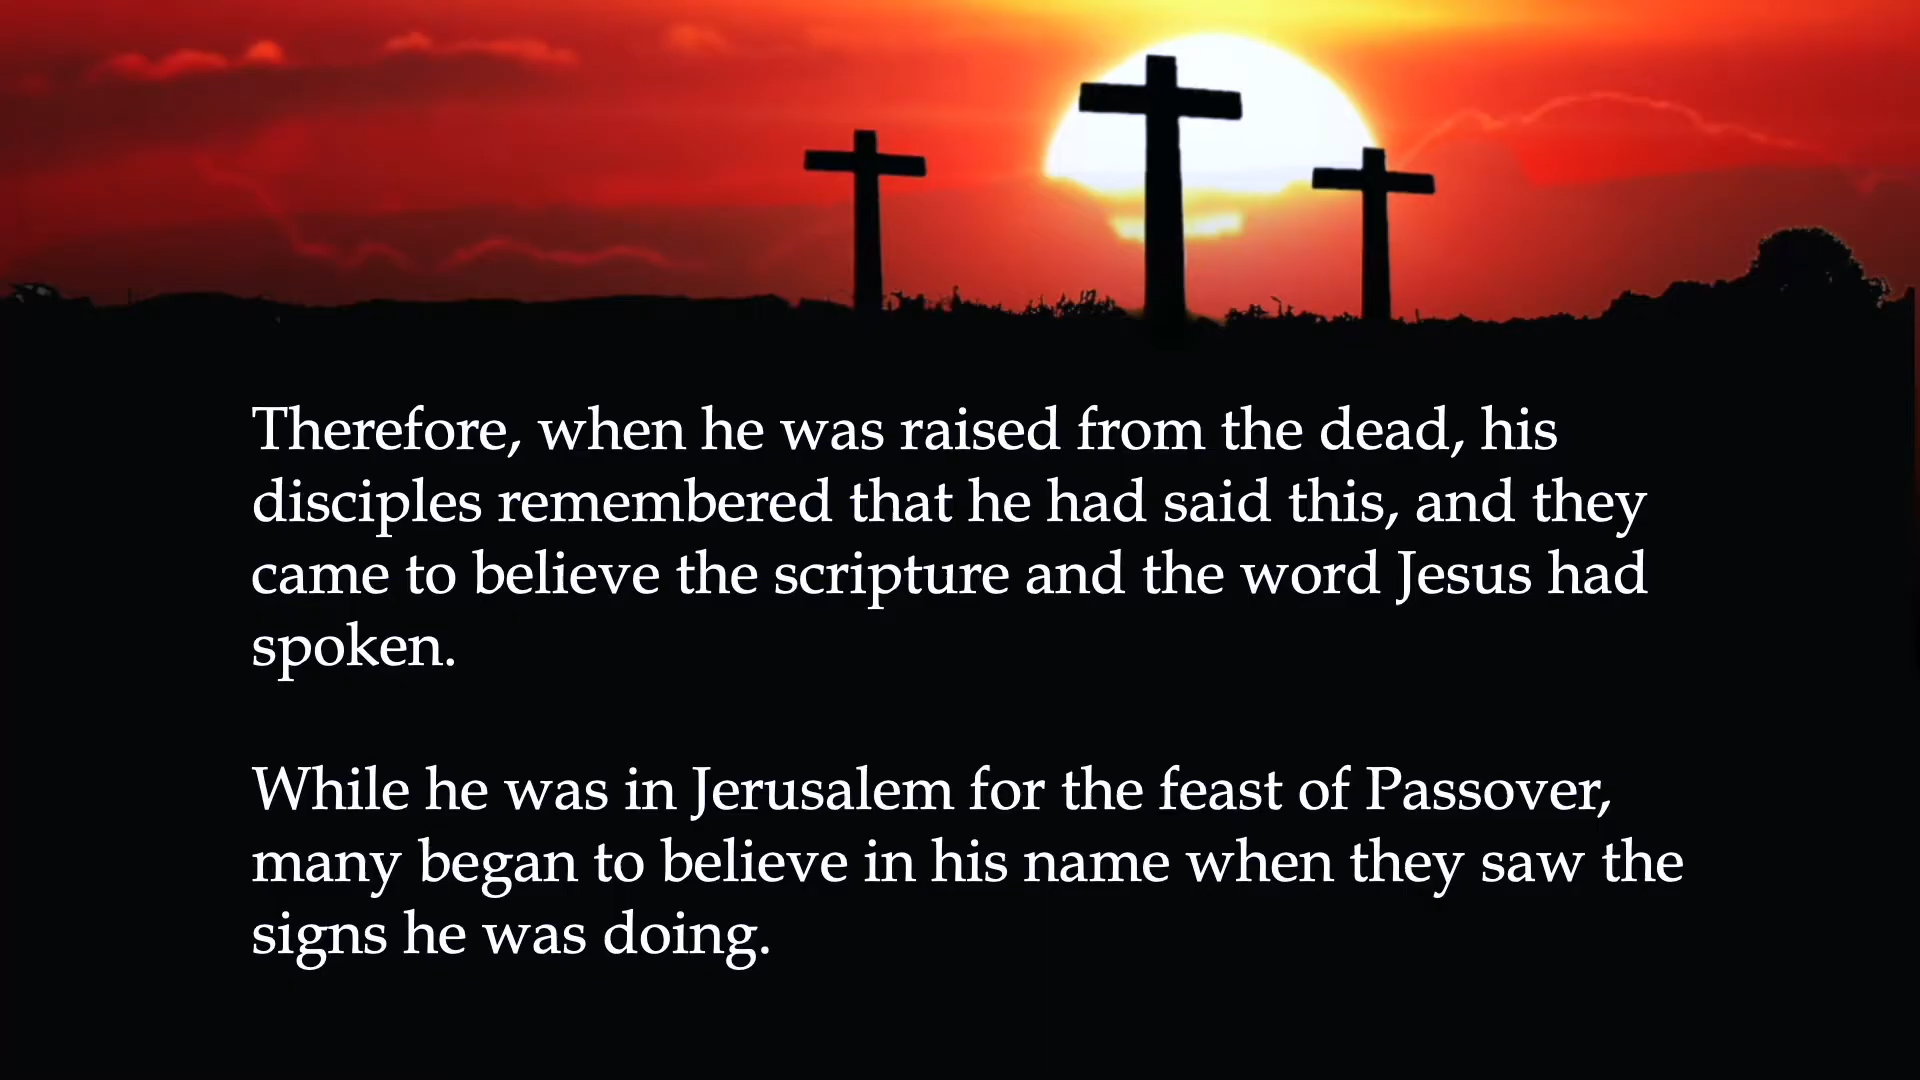 Therefore, when he was raised from the dead, his
disciples remembered that he had said this, and they
came to believe the scripture and the word Jesus had
spoken.
While he was in Jerusalem for the feast of Passover,
many began to believe in his name when they saw the
signs he was doing.